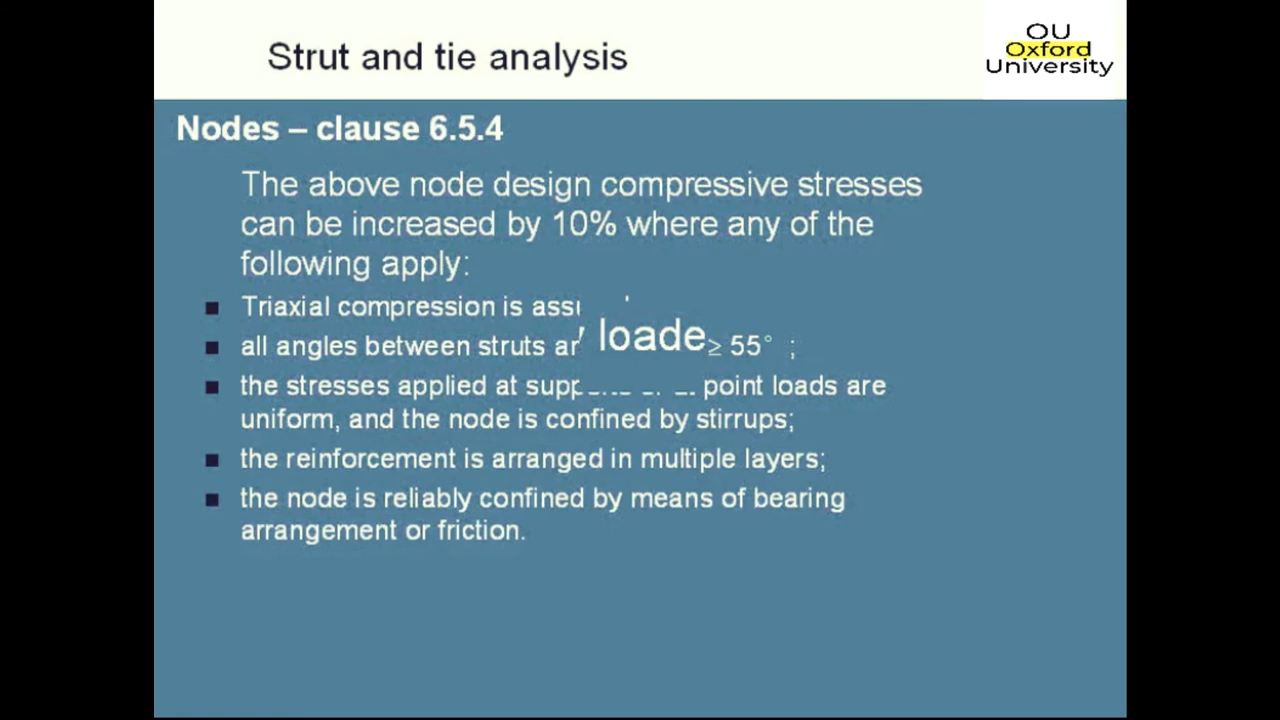 Strut and tie analysis
OU
Oxford
University
Nodes – clause 6.5.4
The above node design compressive stresses
can be increased by 10% where any of the
following apply:
Triaxial compression is
all angles between struts ≥ 55° ;
loade
the stresses applied at point loads are
uniform, and the node is confined by stirrups;
the reinforcement is arranged in multiple layers;
the node is reliably confined by means of bearing
arrangement or friction.